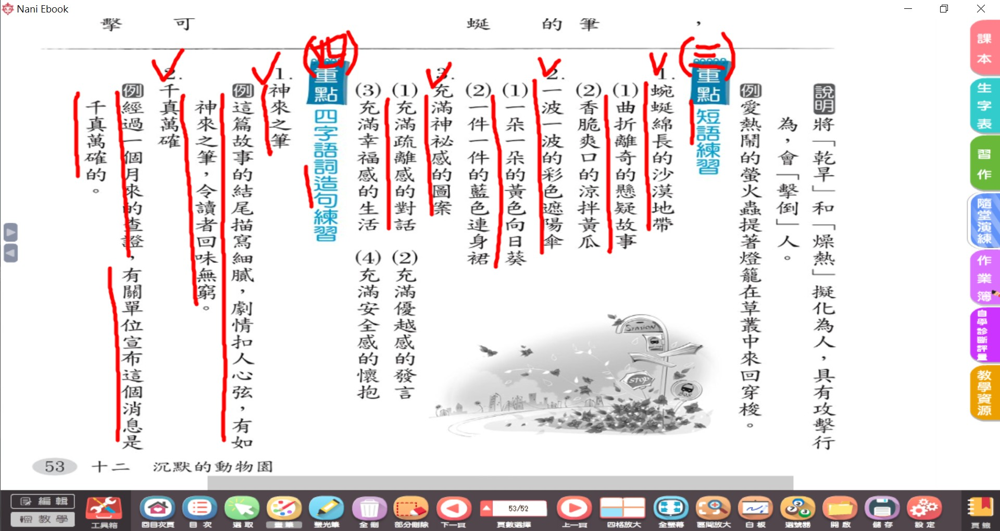 Nani Ebook
，
筆
的
蜒
可
擊
說明 將「乾旱」和「燥熱」擬化為人，具有攻擊行
為，會「擊倒」人。
例 愛熱鬧的螢火蟲提著燈籠在草叢中來回穿梭。
(三)
重點 短語練習
1. 蜿蜒綿長的沙漠地帶
(1)曲折離奇的懸疑故事
(2)香脆爽口的涼拌黃瓜
2. 一波一波的彩色遮陽傘
(1)一朵一朵的黃色向日葵
(2)一件一件的藍色連身裙
3. 充滿神祕感的圖案
(1)充滿疏離感的對話 (2)充滿優越感的發言
(3)充滿幸福感的生活 (4)充滿安全感的懷抱
(四)
重點 四字語詞造句練習
1. 神來之筆
例 這篇故事的結尾描寫細膩，劇情扣人心弦，有如
神來之筆，令讀者回味無窮。
2. 千真萬確
例 經過一個月來的查證，有關單位宣布這個消息是
千真萬確的。
STATION
STOP
BUS
53 十二 沉默的動物園
課本
生字表
習作
隨堂演練
作業簿
自學診斷評量
教學資源
編輯
教學
工具箱
回目次頁
目次
選取
畫筆
螢光筆
全刪
部分刪除
下一頁
53/52
頁數選擇
上一頁
四格放大
全螢幕
區間放大
白板
選號器
開啟
儲存
設定
頁籤